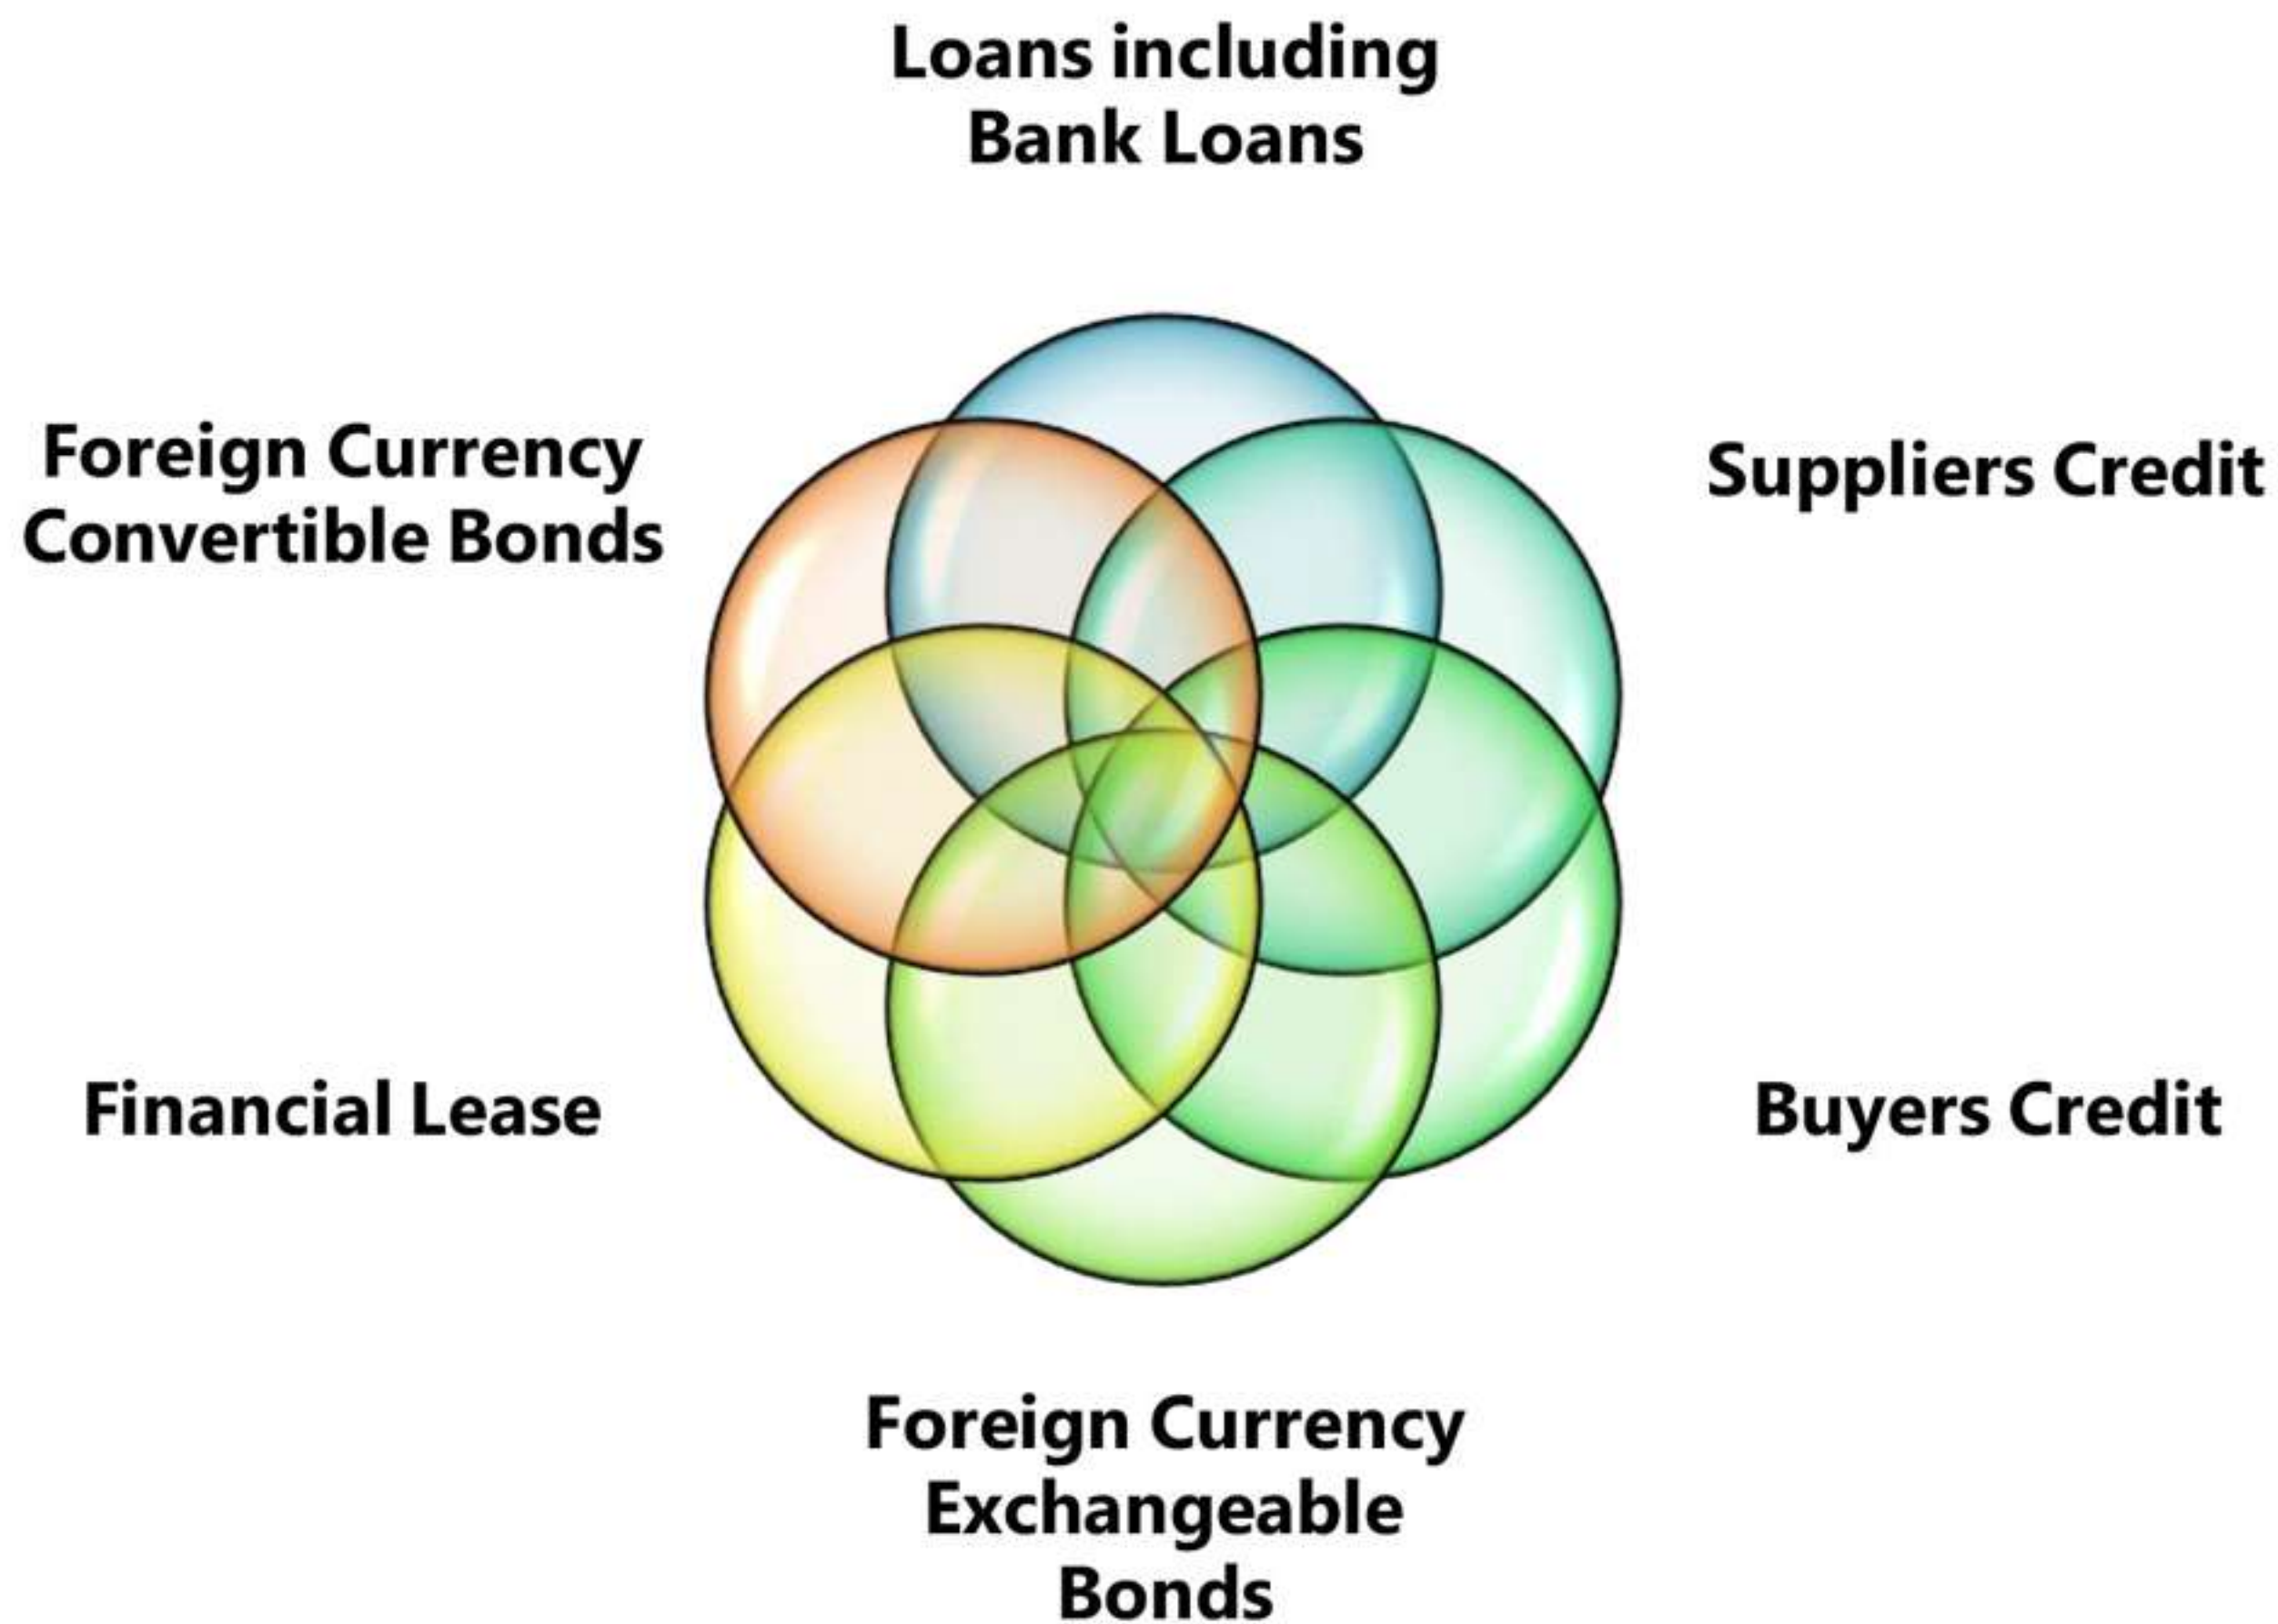 Loans including
Bank Loans
Foreign Currency
Convertible Bonds
Suppliers Credit
Financial Lease
Buyers Credit
Foreign Currency
Exchangeable
Bonds